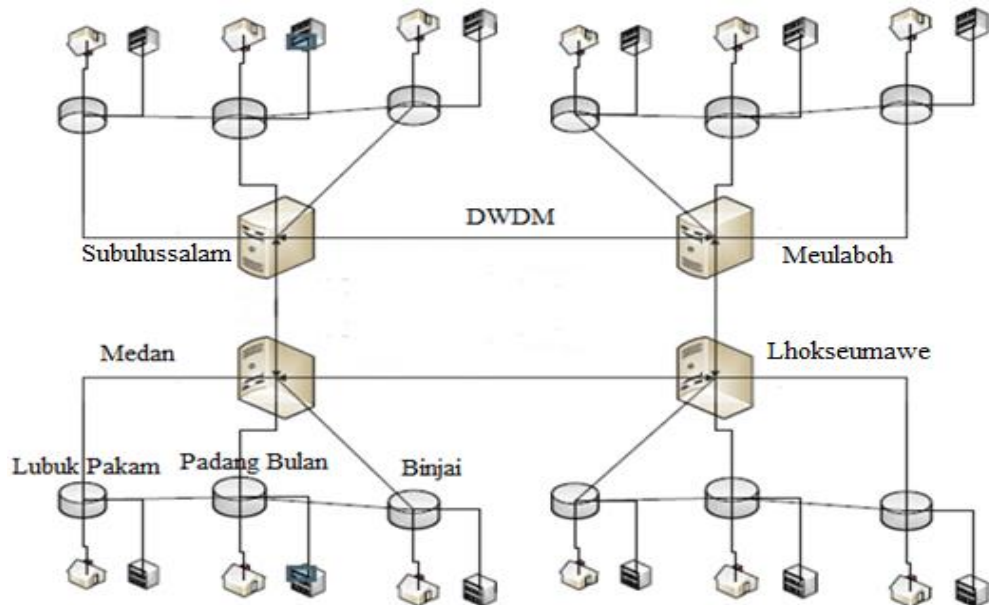 DWDM
Subulussalam
Meulaboh
Medan
Lhokseumawe
Lubuk Pakam
Padang Bulan
Binjai